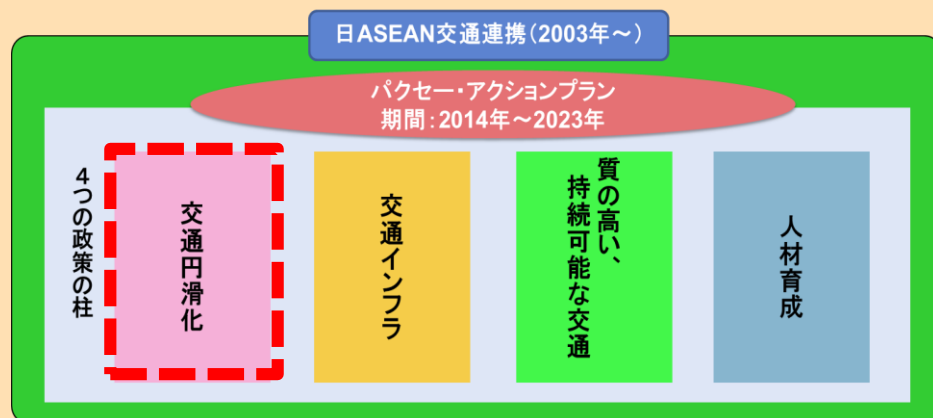 日ASEAN交通連携(2003年～)
パクセー・アクションプラン
期間：2014年～2023年
4つの政策の柱
交通円滑化
交通インフラ
質の高い、
持続可能な交通
人材育成